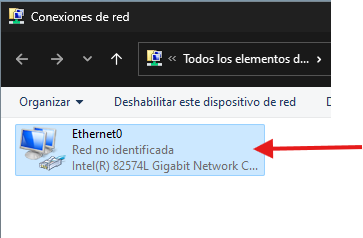 Conexiones de red
Todos los elementos d...
Organizar
Deshabilitar este dispositivo de red
Ethernet0
Red no identificada
Intel(R) 82574L Gigabit Network C...